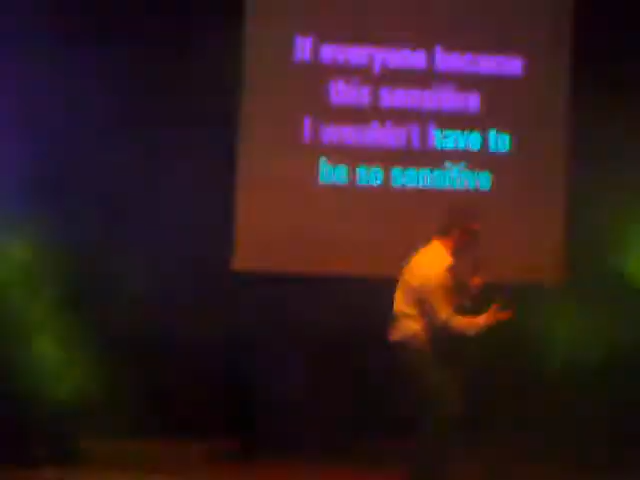 If everyone became
this sensitive
I wouldn't have to
be so sensitive